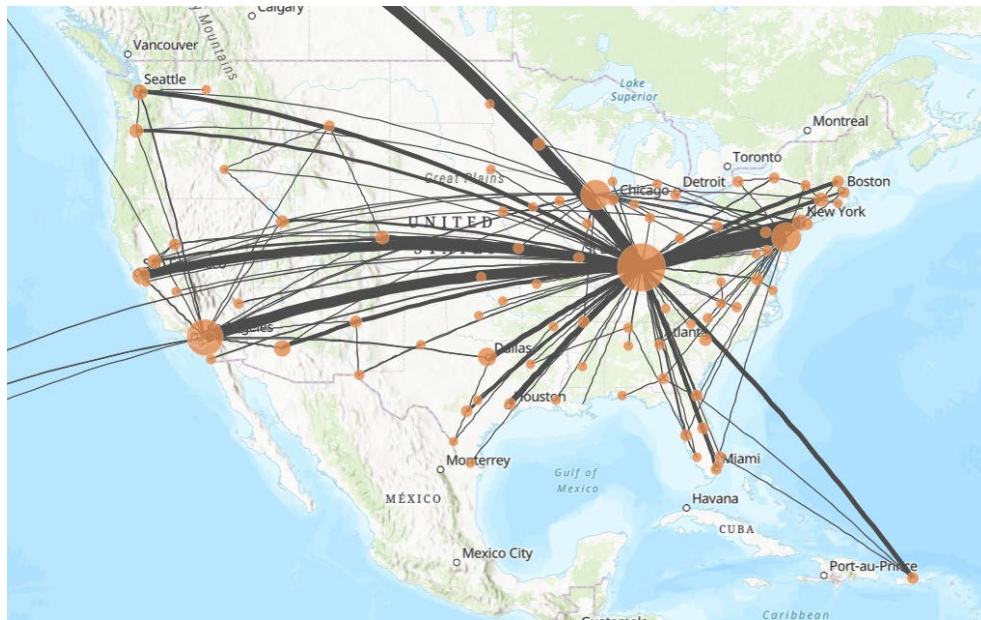 Calgary
Mountains
Vancouver
Seattle
Lake
Superior
Montreal
Toronto
Great Plains
Chicago
Detroit
Boston
UNITED
New York
Atlanta
Dallas
Houston
Monterrey
Miami
Gulf of
Mexico
MÉXICO
Havana
CUBA
Mexico City
Port-au-Prince
Caribbean